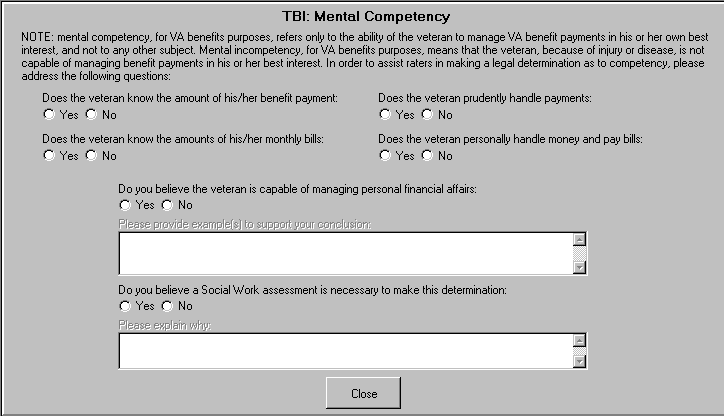 TBI: Mental Competency
NOTE: mental competency, for VA benefits purposes, refers only to the ability of the veteran to manage VA benefit payments in his or her own best
interest, and not to any other subject. Mental incompetency, for VA benefits purposes, means that the veteran, because of injury or disease, is not
capable of managing benefit payments in his or her best interest. In order to assist raters in making a legal determination as to competency, please
address the following questions:
Does the veteran know the amount of his/her benefit payment:
Yes No
Does the veteran prudently handle payments:
Yes No
Does the veteran know the amounts of his/her monthly bills:
Yes No
Does the veteran personally handle money and pay bills:
Yes No
Do you believe the veteran is capable of managing personal financial affairs:
Yes No
Please provide example(s) to support your conclusion:
Do you believe a Social Work assessment is necessary to make this determination:
Yes No
Please explain why:
Close